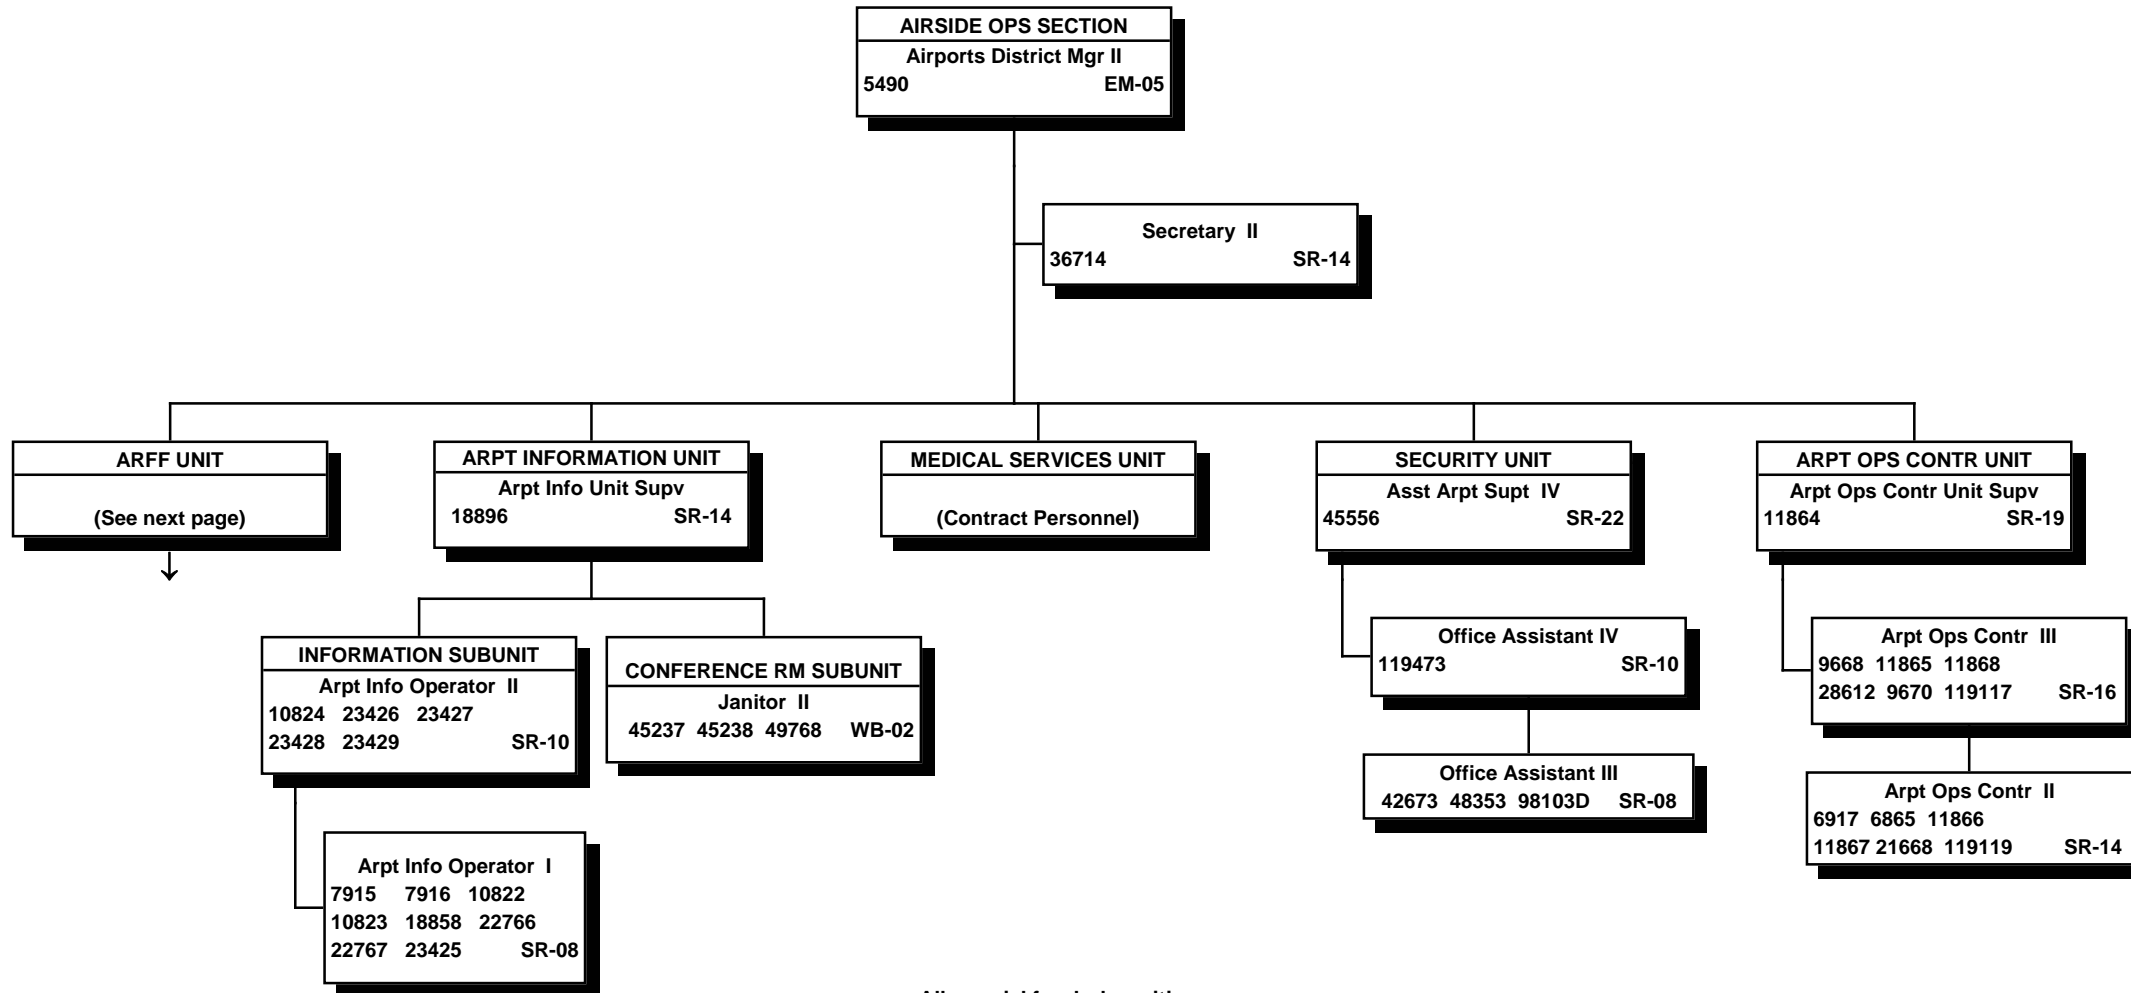 AIRSIDE OPS SECTION
Airports District Mgr II
5490 EM-05
Secretary II
36714 SR-14
ARFF UNIT
(See next page)
ARPT INFORMATION UNIT
Arpt Info Unit Supv
18896 SR-14
MEDICAL SERVICES UNIT
(Contract Personnel)
SECURITY UNIT
Asst Arpt Supt IV
45556 SR-22
ARPT OPS CONTR UNIT
Arpt Ops Contr Unit Supv
11864 SR-19
INFORMATION SUBUNIT
Arpt Info Operator II
10824 23426 23427
23428 23429 SR-10
CONFERENCE RM SUBUNIT
Janitor II
45237 45238 49768 WB-02
Office Assistant IV
119473 SR-10
Arpt Ops Contr III
9668 11865 11868
28612 9670 119117 SR-16
Office Assistant III
42673 48353 98103D SR-08
Arpt Ops Contr II
6917 6865 11866
11867 21668 119119 SR-14
Arpt Info Operator I
7915 7916 10822
10823 18858 22766
22767 23425 SR-08